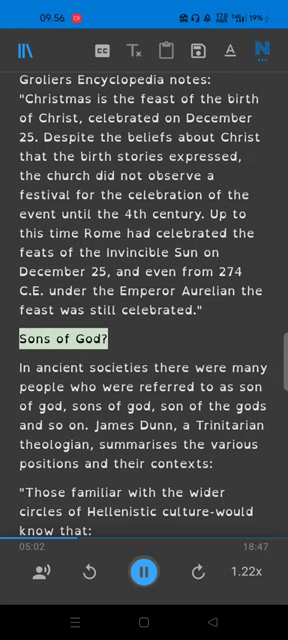 09.56
17.0
KB/S
19%
CC
A
N
Groliers Encyclopedia notes:
"Christmas is the feast of the birth
of Christ, celebrated on December
25. Despite the beliefs about Christ
that the birth stories expressed,
the church did not observe a
festival for the celebration of the
event until the 4th century. Up to
this time Rome had celebrated the
feats of the Invincible Sun on
December 25, and even from 274
C.E. under the Emperor Aurelian the
feast was still celebrated."
Sons of God?
In ancient societies there were many
people who were referred to as son
of god, sons of god, son of the gods
and so on. James Dunn, a Trinitarian
theologian, summarises the various
positions and their contexts:
"Those familiar with the wider
circles of Hellenistic culture-would
know that:
05:02 18:47
1.22x